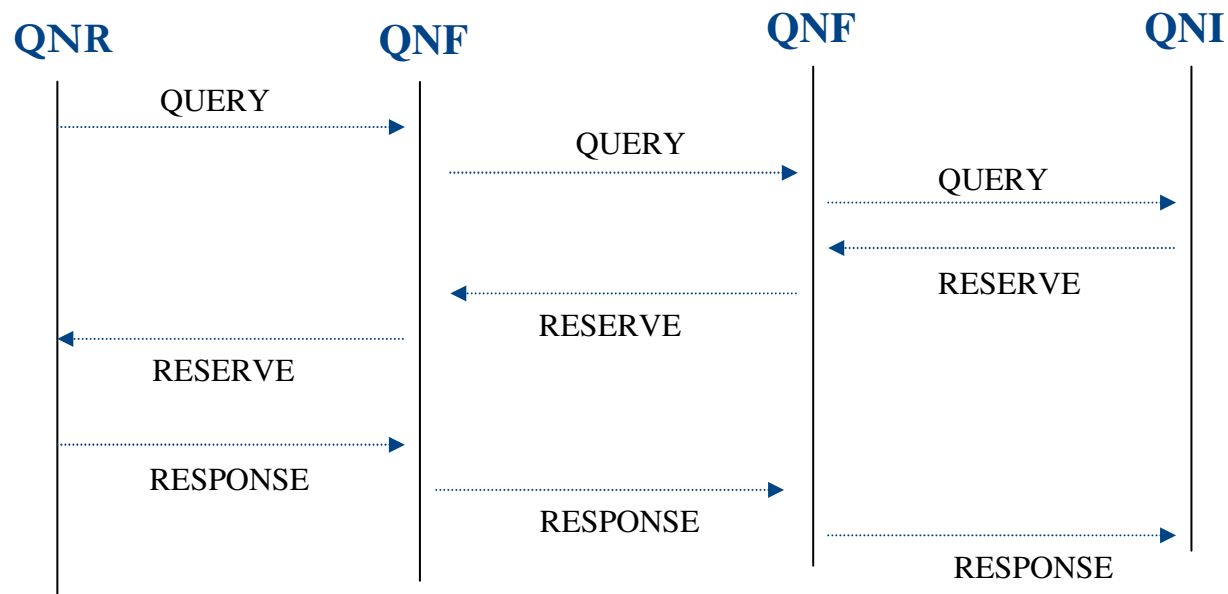 QNR QNF QNF QNI
QUERY
QUERY
QUERY
RESERVE
RESERVE
RESERVE
RESPONSE
RESPONSE
RESPONSE